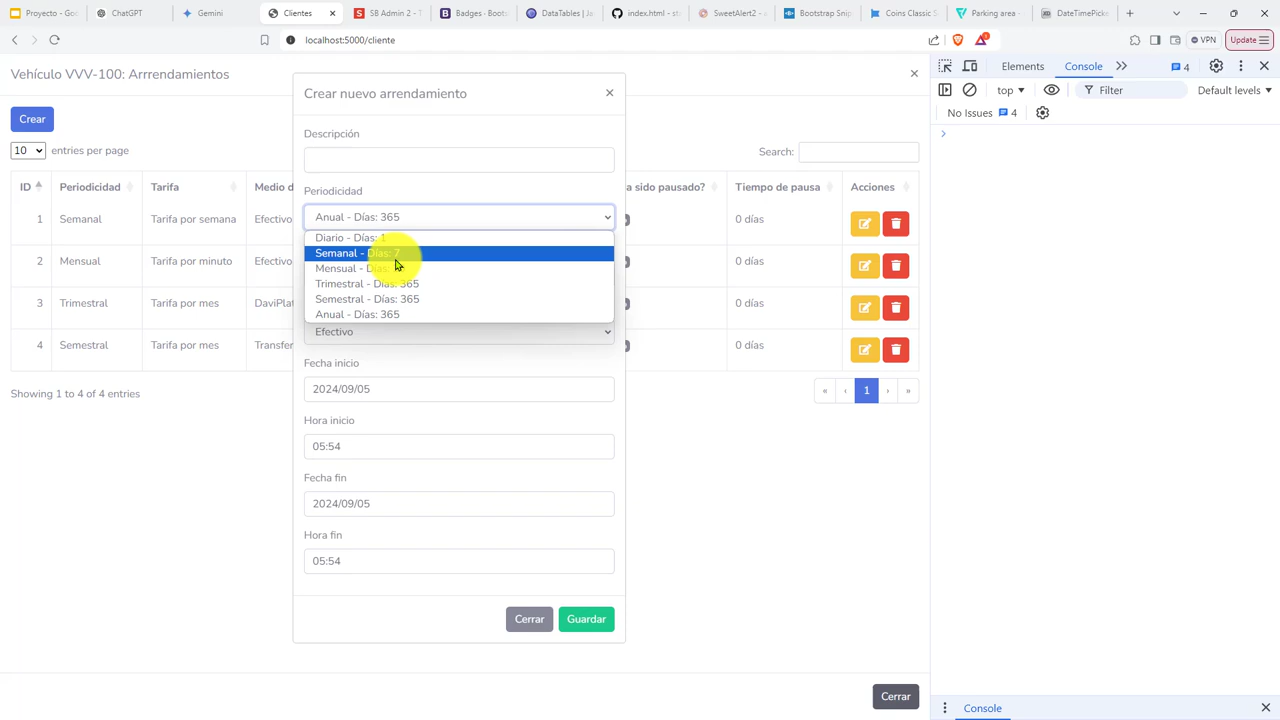 Proyecto - Goo
ChatGPT
Gemini
Clientes
SB Admin 2 - T
Badges - Boots
DataTables | Ja
index.html - sta
SweetAlert2 - a
Bootstrap Snip
Coins Classic S
Parking area -
DateTimePicke
localhost:5000/cliente
VPN
Update
Vehículo VVV-100: Arrrendamientos
Crear
10 entries per page
Search:
ID Periodicidad Tarifa Medio d a sido pausado? Tiempo de pausa Acciones
1 Semanal Tarifa por semana Efectivo 0 días
2 Mensual Tarifa por minuto Efectivo 0 días
3 Trimestral Tarifa por mes DaviPlat 0 días
4 Semestral Tarifa por mes Transfer 0 días
Showing 1 to 4 of 4 entries
« ‹ 1 › »
Crear nuevo arrendamiento
Descripción
Periodicidad
Anual - Días: 365
Diario - Días: 1
Semanal - Días: 7
Mensual - Días:
Trimestral - Días: 365
Semestral - Días: 365
Anual - Días: 365
Efectivo
Fecha inicio
2024/09/05
Hora inicio
05:54
Fecha fin
2024/09/05
Hora fin
05:54
Cerrar Guardar
Cerrar
Elements Console 4
top Filter Default levels
No Issues 4
Console